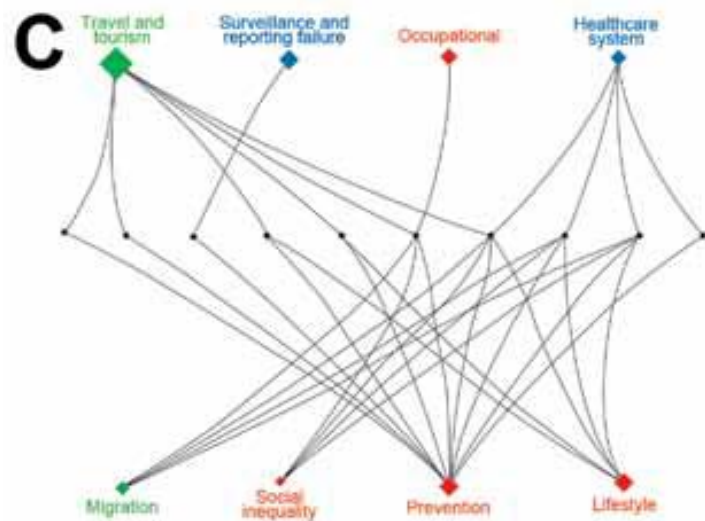 C
Travel and
tourism
Surveillance and
reporting failure
Occupational
Healthcare
system
Migration
Social
inequality
Prevention
Lifestyle